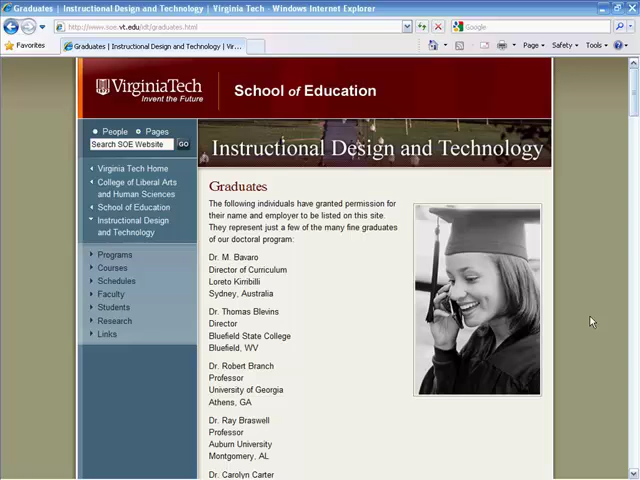 Graduates | Instructional Design and Technology | Virginia Tech - Windows Internet Explorer
http://www.soe.vt.edu/idt/graduates.html
Google
Favorites
Graduates | Instructional Design and Technology | Vir...
Page
Safety
Tools
VirginiaTech
Invent the Future
School of Education
People Pages
Search SOE Website GO
Instructional Design and Technology
Virginia Tech Home
College of Liberal Arts
and Human Sciences
School of Education
Instructional Design
and Technology
Programs
Courses
Schedules
Faculty
Students
Research
Links
Graduates
The following individuals have granted permission for
their name and employer to be listed on this site.
They represent just a few of the many fine graduates
of our doctoral program:
Dr. M. Bavaro
Director of Curriculum
Loreto Kirribilli
Sydney, Australia
Dr. Thomas Blevins
Director
Bluefield State College
Bluefield, WV
Dr. Robert Branch
Professor
University of Georgia
Athens, GA
Dr. Ray Braswell
Professor
Auburn University
Montgomery, AL
Dr. Carolyn Carter